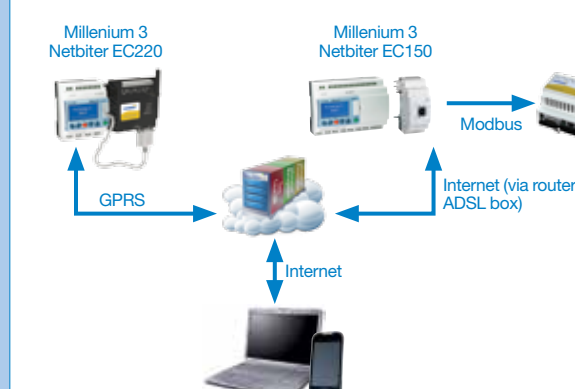 Millenium 3
Netbiter EC220
Millenium 3
Netbiter EC150
Modbus
GPRS
Internet (via router
ADSL box)
Internet